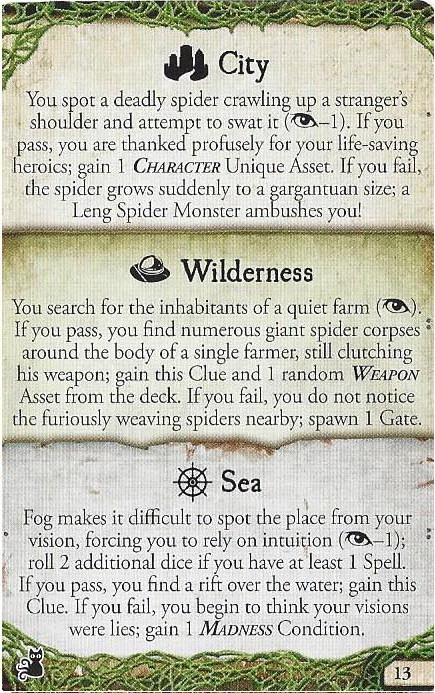 City
You spot a deadly spider crawling up a stranger's
shoulder and attempt to swat it (–1). If you
pass, you are thanked profusely for your life-saving
heroics; gain 1 CHARACTER Unique Asset. If you fail,
the spider grows suddenly to a gargantuan size; a
Leng Spider Monster ambushes you!
Wilderness
You search for the inhabitants of a quiet farm ().
If you pass, you find numerous giant spider corpses
around the body of a single farmer, still clutching
his weapon; gain this Clue and 1 random WEAPON
Asset from the deck. If you fail, you do not notice
the furiously weaving spiders nearby; spawn 1 Gate.
Sea
Fog makes it difficult to spot the place from your
vision, forcing you to rely on intuition (–1);
roll 2 additional dice if you have at least 1 Spell.
If you pass, you find a rift over the water; gain this
Clue. If you fail, you begin to think your visions
were lies; gain 1 MADNESS Condition.
13